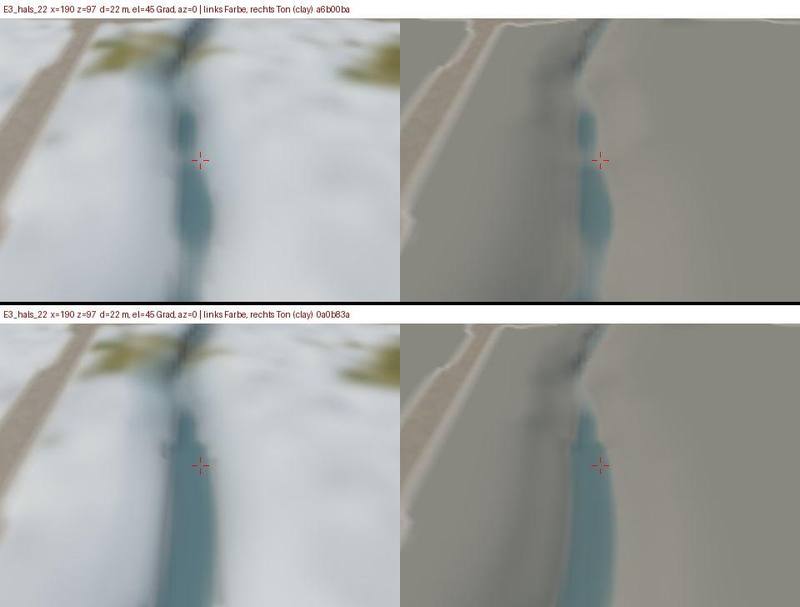 E3_hals_22 x=190 z=97 d=22 m, el=45 Grad, az=0 | links Farbe, rechts Ton (clay) a6b00ba
E3_hals_22 x=190 z=97 d=22 m, el=45 Grad, az=0 | links Farbe, rechts Ton (clay) 0a0b83a